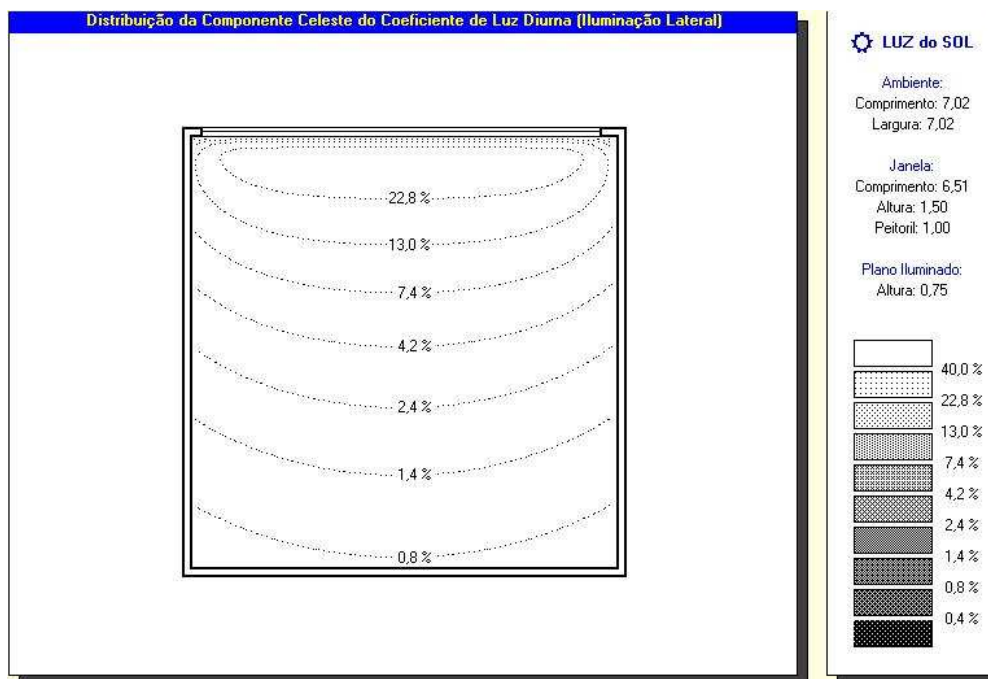 Distribuição da Componente Celeste do Coeficiente de Luz Diurna (Iluminação Lateral)
22,8 %
13,0 %
7,4 %
4,2 %
2,4 %
1,4 %
0,8 %
LUZ do SOL
Ambiente:
Comprimento: 7,02
Largura: 7,02
Janela:
Comprimento: 6,51
Altura: 1,50
Peitoril: 1,00
Plano Iluminado:
Altura: 0,75
40,0 %
22,8 %
13,0 %
7,4 %
4,2 %
2,4 %
1,4 %
0,8 %
0,4 %